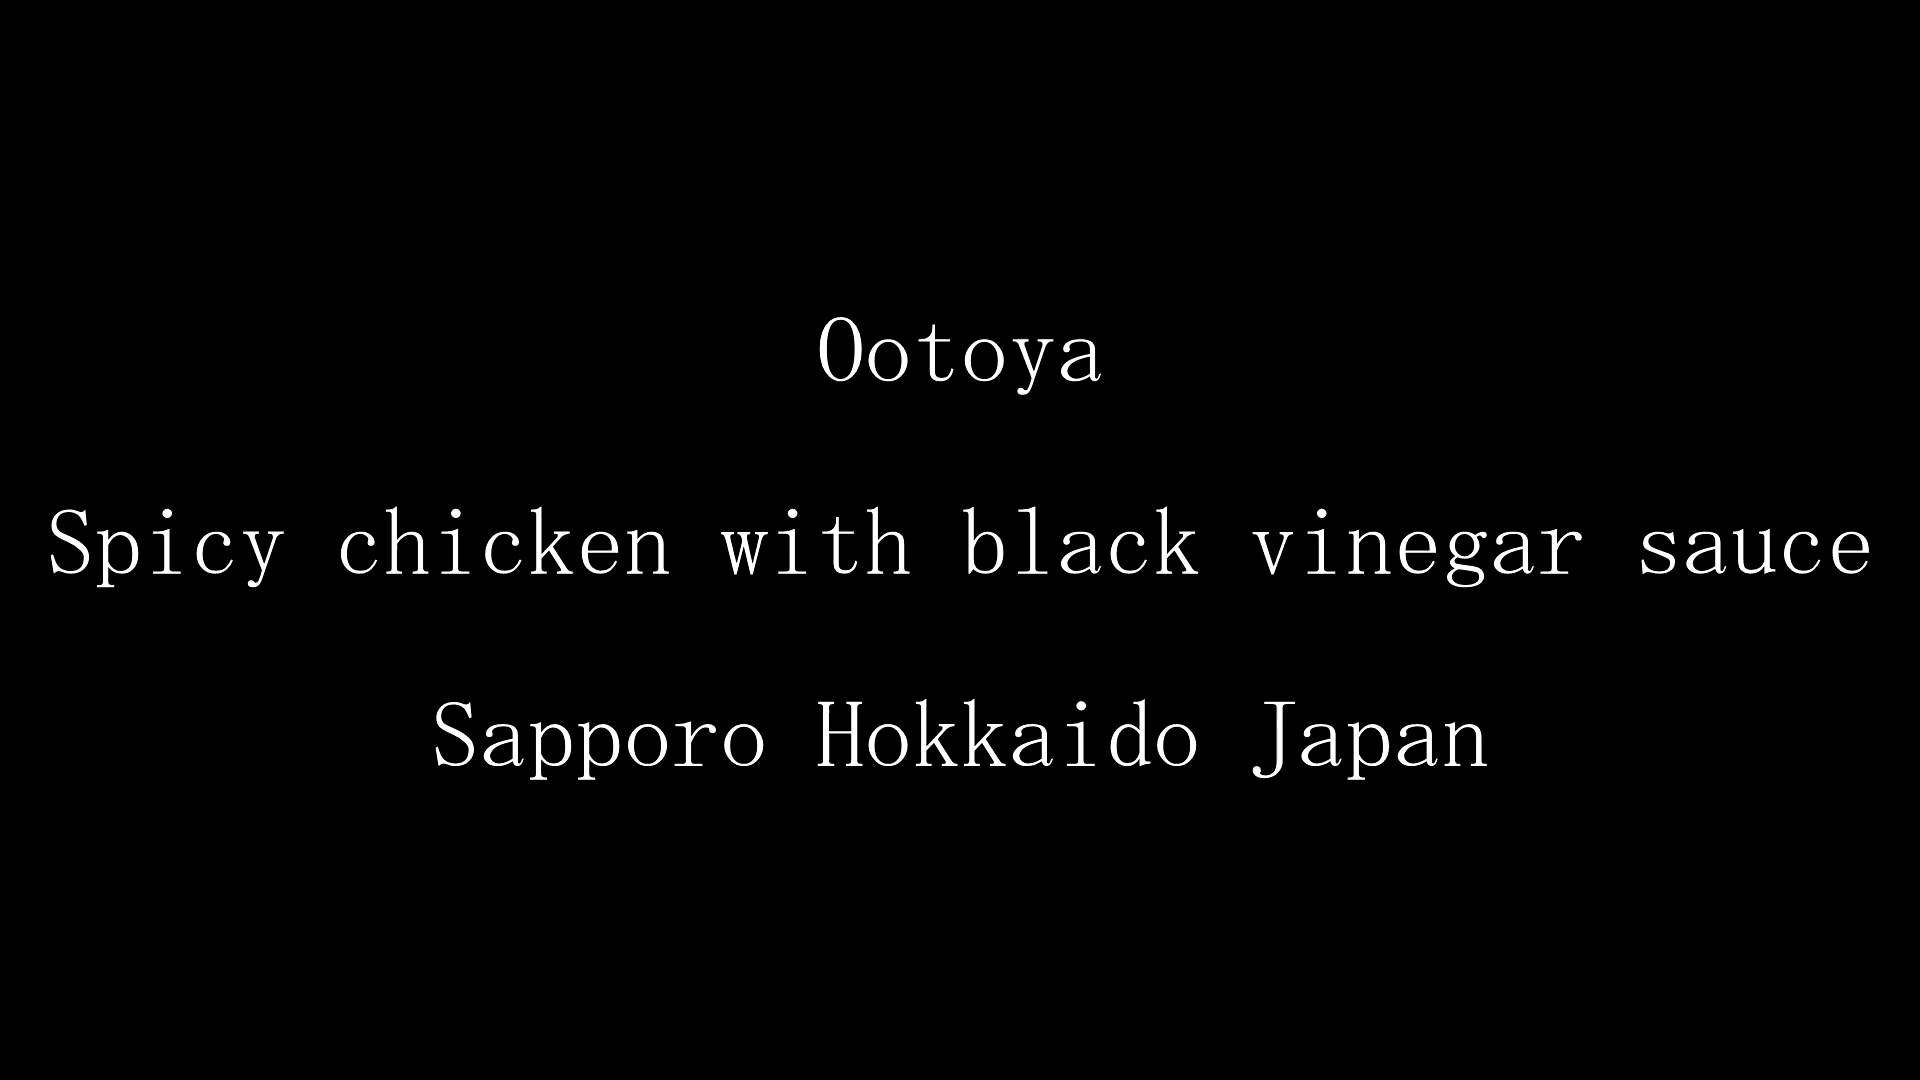 Ootoya
Spicy chicken with black vinegar sauce
Sapporo Hokkaido Japan